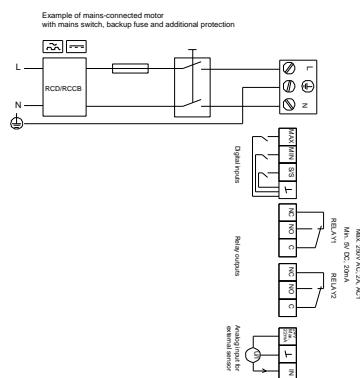 Example of mains-connected motor
with mains switch, backup fuse and additional protection
L
RCD/RCCB
N
L
N
MAX
MIN
S/S
Digital inputs
NC
NO
C
RELAY1
NC
NO
C
RELAY2
Relay outputs
Max. 250V AC, 2A, AC1
Min. 5V DC, 20mA
IN
Analog input for
external sensor